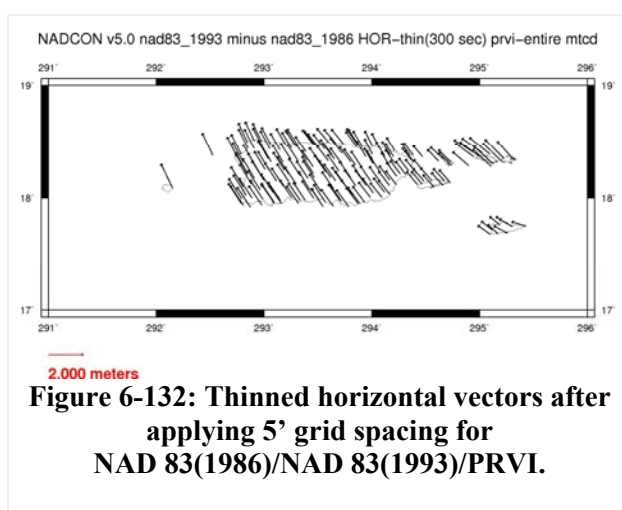 NADCON v5.0 nad83_1993 minus nad83_1986 HOR−thin(300 sec) prvi−entire mtcd
291˚ 292˚ 293˚ 294˚ 295˚ 296˚
19˚ 19˚
18˚ 18˚
17˚ 17˚
291˚ 292˚ 293˚ 294˚ 295˚ 296˚
2.000 meters
Figure 6-132: Thinned horizontal vectors after
applying 5’ grid spacing for
NAD 83(1986)/NAD 83(1993)/PRVI.